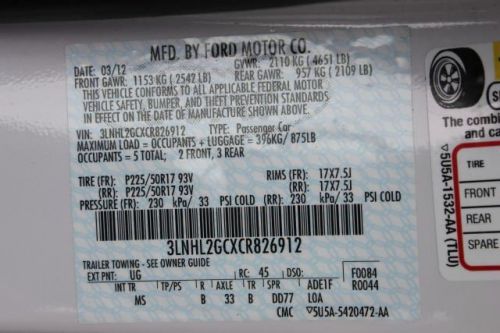 MFD. BY FORD MOTOR CO.
03/12 GVWR: 2110 KG ( 4651 LB)
FRONT GAWR: 1153 KG ( 2542 LB) REAR GAWR: 957 KG ( 2109 LB)
THIS VEHICLE CONFORMS TO ALL APPLICABLE FEDERAL MOTOR
VEHICLE SAFETY, BUMPER, AND THEFT PREVENTION STANDARDS
IN EFFECT ON THE DATE OF MANUFACTURE SHOWN ABOVE.
VIN: 3LNHL2GCXCR826912 TYPE: Passenger Car
MAXIMUM LOAD = OCCUPANTS + LUGGAGE = 396KG / 875LB
OCCUPANTS = 5 TOTAL: 2 FRONT, 3 REAR
TIRE (FR) P225/50R17 93V RIMS (FR) 17X7.5J
(RR) P225/50R17 93V (RR) 17X7.5J
PRESSURE (FR) 230 kPa/ 33 PSI COLD (RR) 230 kPa/ 33 PSI COLD
3LNHL2GCXCR826912
TRAILER TOWING - SEE OWNER GUIDE
EXT PNT: UG RC: 45 DSO: F0084
INT TR TP/PS R AXLE TR SPR ADE1F R0044
MS B 33 B DD77 LOA
CMC 5U5A-5420472-AA
The combi
occupants
5U5A-1532-AA (TLU)
TIRE
FRONT
REAR
SPARE